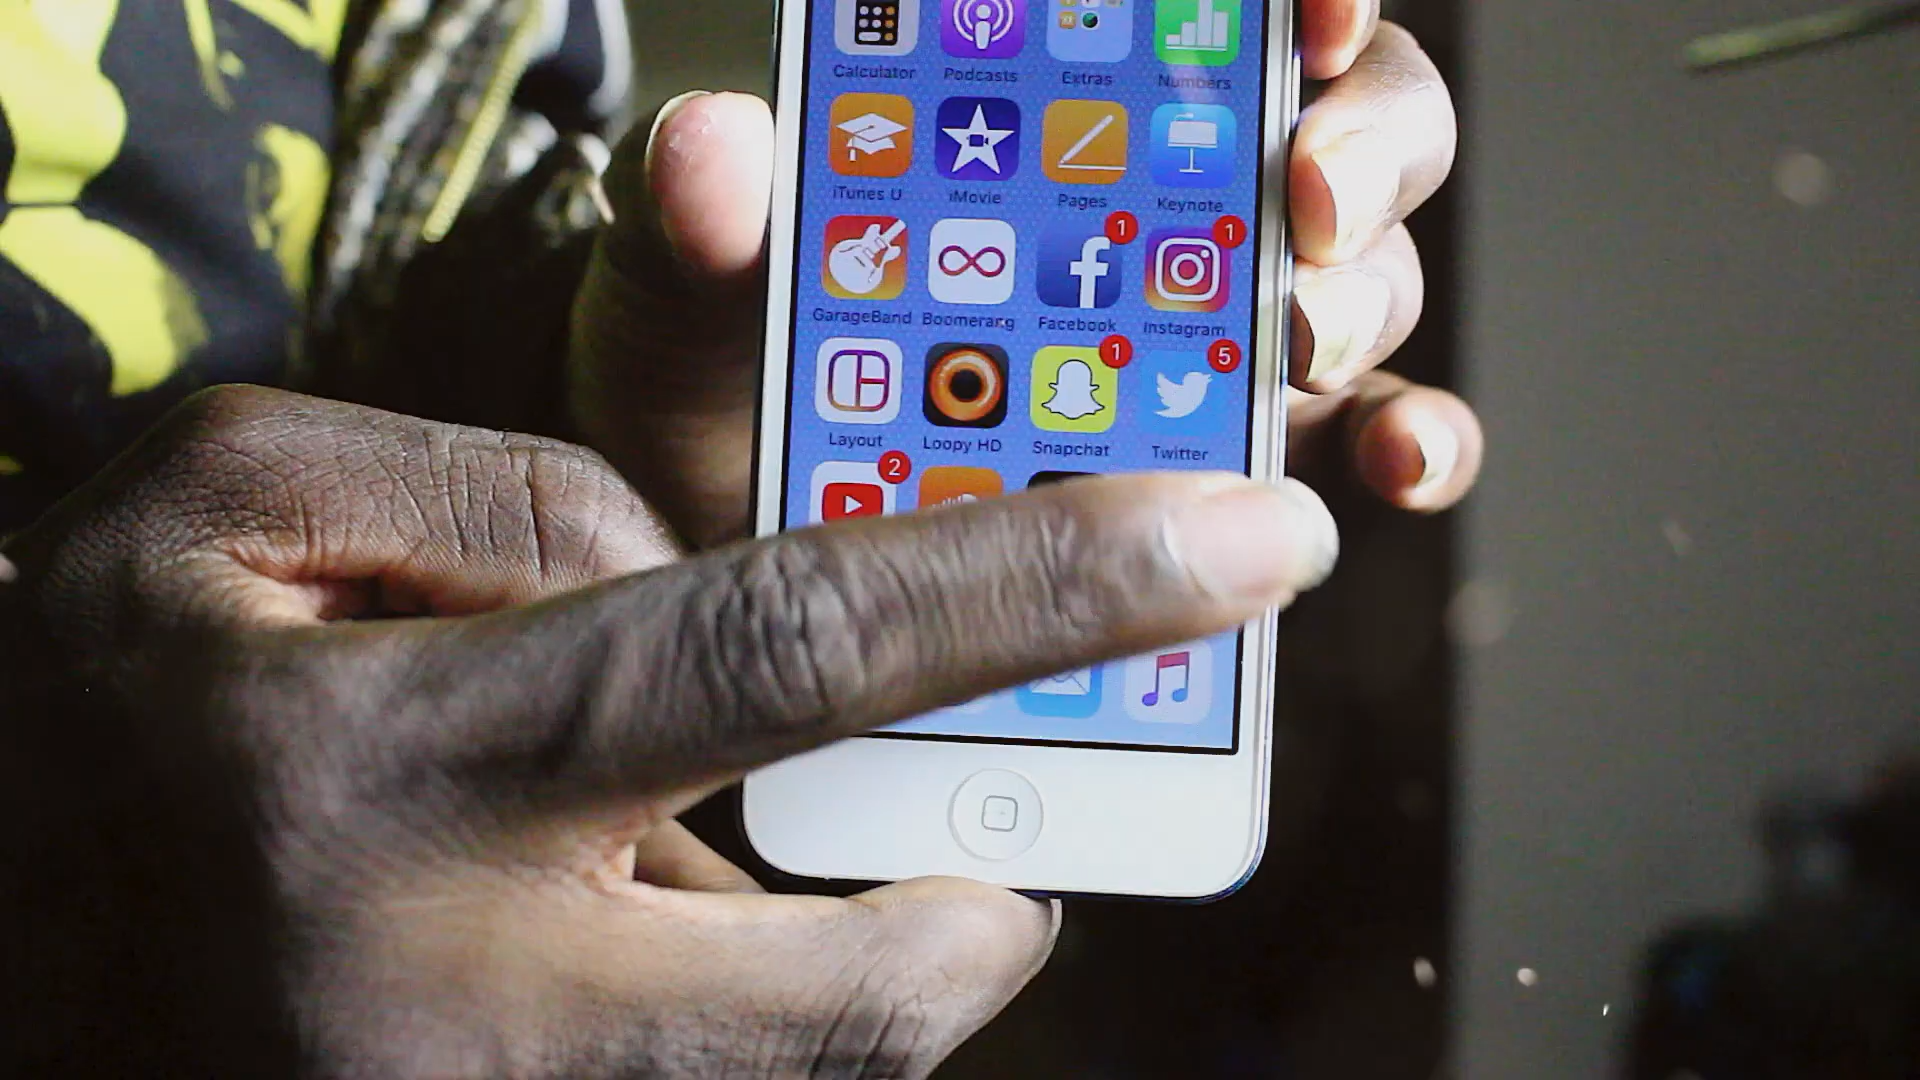 Calculator Podcasts Extras Numbers
iTunes U iMovie Pages Keynote
1 1
GarageBand Boomerang Facebook Instagram
1 5
Layout Loopy HD Snapchat Twitter
2